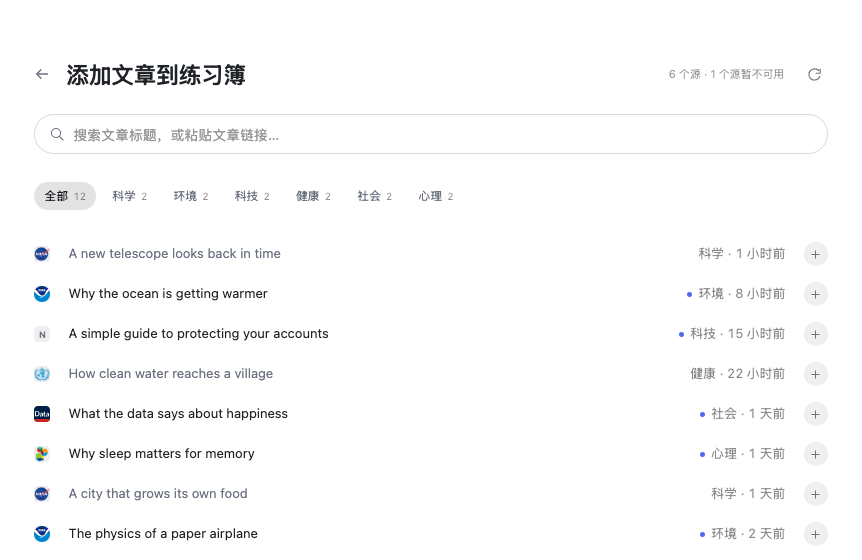 添加文章到练习簿
6 个源 · 1 个源暂不可用
搜索文章标题，或粘贴文章链接...
全部 12 科学 2 环境 2 科技 2 健康 2 社会 2 心理 2
NASA A new telescope looks back in time 科学 · 1 小时前
Why the ocean is getting warmer 环境 · 8 小时前
N A simple guide to protecting your accounts 科技 · 15 小时前
How clean water reaches a village 健康 · 22 小时前
Data What the data says about happiness 社会 · 1 天前
Why sleep matters for memory 心理 · 1 天前
NASA A city that grows its own food 科学 · 1 天前
The physics of a paper airplane 环境 · 2 天前